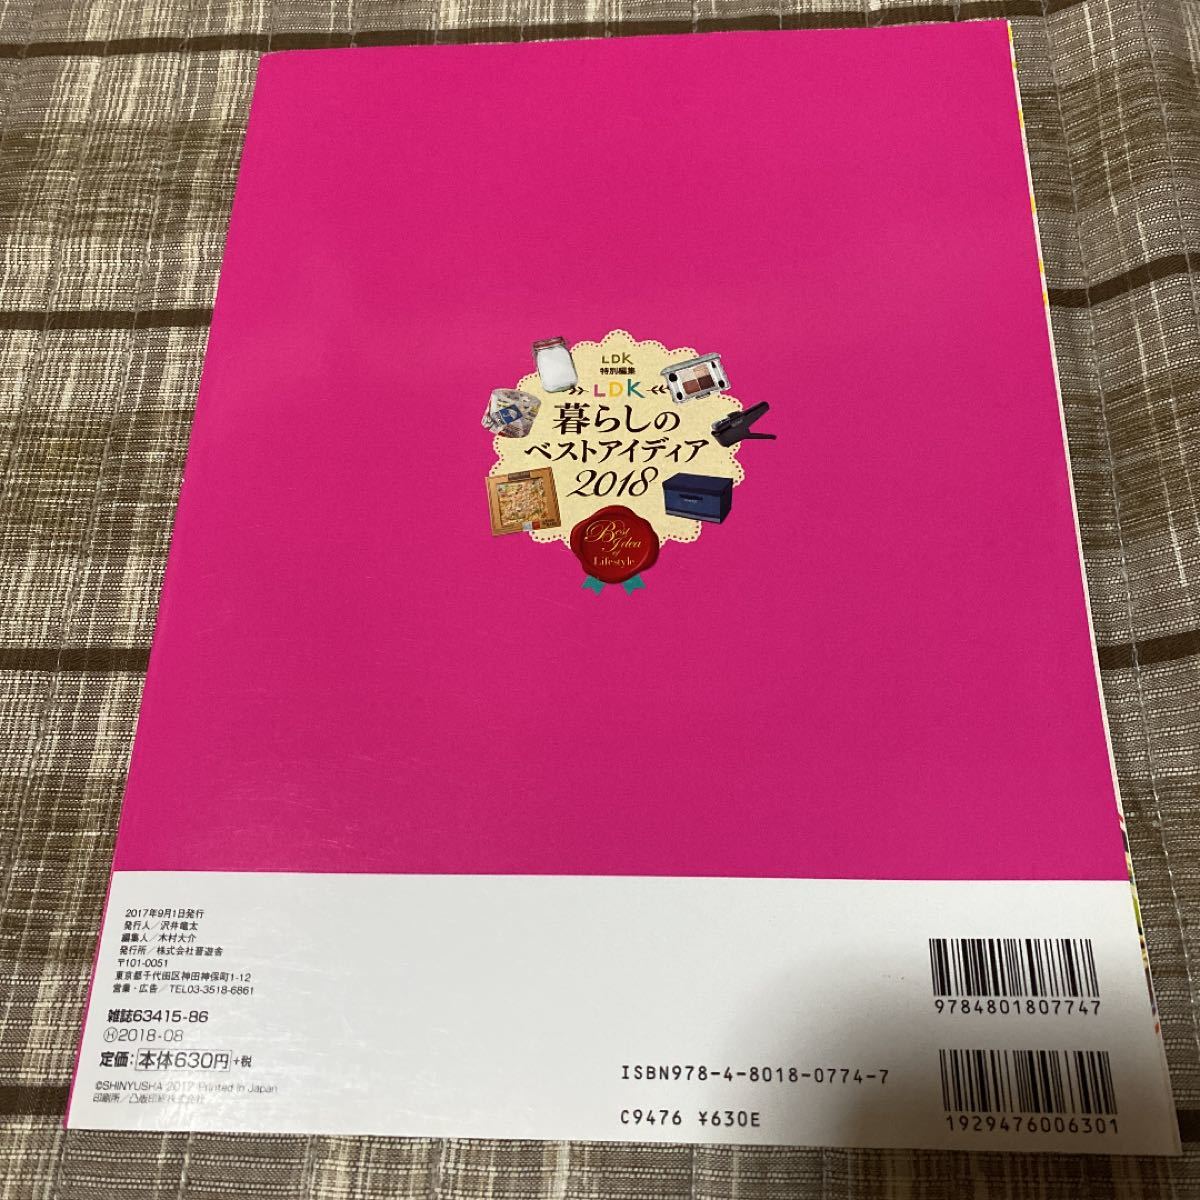 LDK
特別編集
LDK
暮らしの
ベストアイディア
2018
Best
Idea
of
Lifestyle
2017年9月1日発行
発行人/沢井竜太
編集人/木村大介
発行所/株式会社晋遊舎
〒101-0051
東京都千代田区神田神保町1-12
営業・広告/TEL03-3518-6861
雑誌63415-86
Ⓗ2018-08
定価:本体630円+税
©SHINYUSHA 2017 Printed in Japan
印刷所/凸版印刷株式会社
9784801807747
ISBN978-4-8018-0774-7
C9476 ¥630E
1929476006301